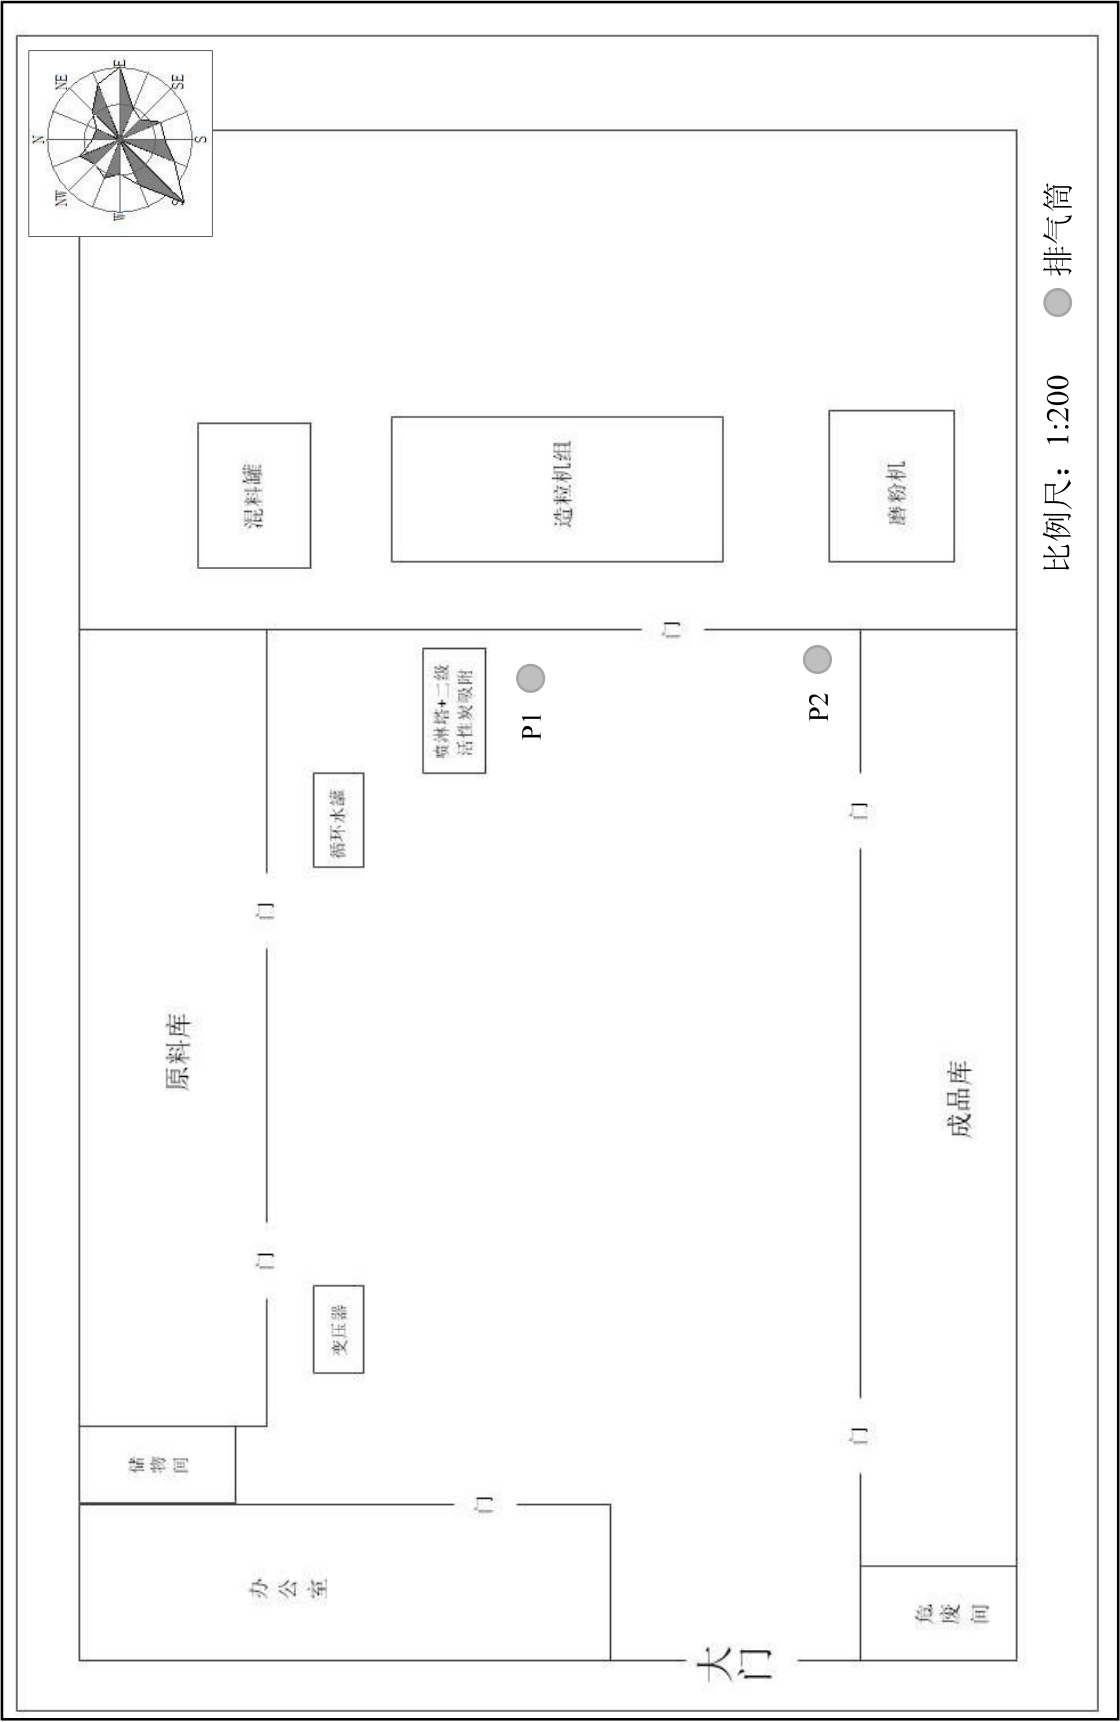 N
NE
E
SE
S
S
W
NW
办公室
储物间
原料库
门
门
门
变压器
循环水罐
喷淋塔+二级
活性炭吸附
P1
混料罐
造粒机组
磨粉机
门
P2
门
门
成品库
危废间
大门
比例尺：1:200
排气筒